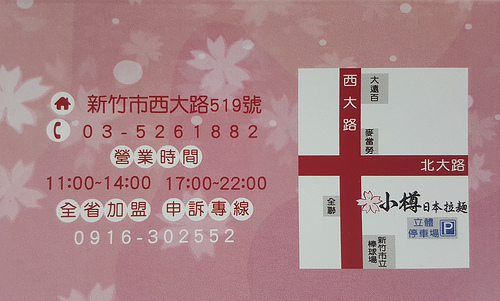 新竹市西大路519號
03-5261882
營業時間
11:00~14:00 17:00~22:00
全省加盟 申訴專線
0916-302552
西大路
大遠百
麥當勞
北大路
全聯
小樽日本拉麵
立體
停車場P
新竹市立
棒球場